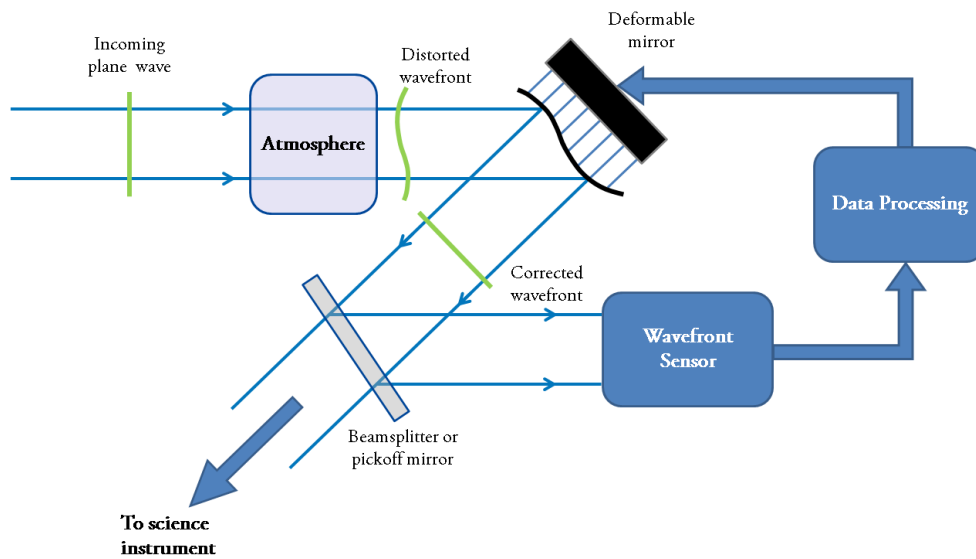 Incoming
plane wave
Distorted
wavefront
Deformable
mirror
Atmosphere
Data Processing
Corrected
wavefront
Wavefront
Sensor
Beamsplitter or
pickoff mirror
To science
instrument